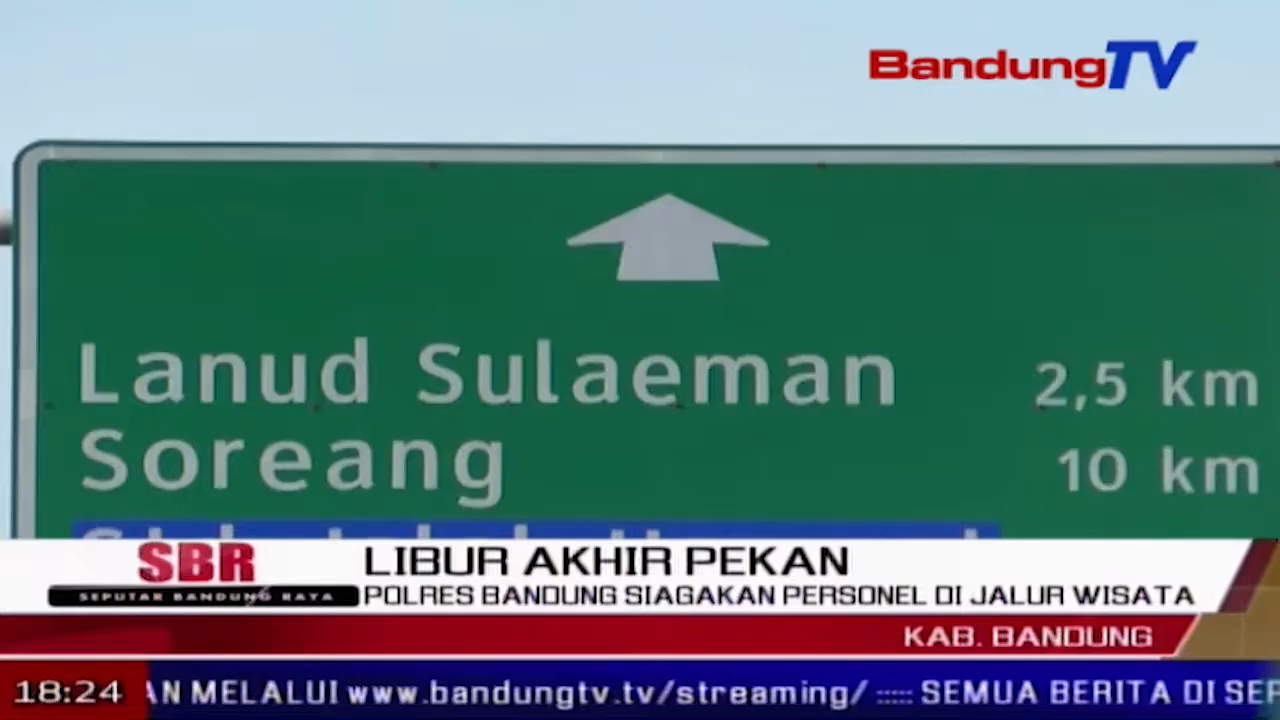 BandungTV
Lanud Sulaeman 2,5 km
Soreang 10 km
SBR
SEPUTAR BANDUNG RAYA
LIBUR AKHIR PEKAN
POLRES BANDUNG SIAGAKAN PERSONEL DI JALUR WISATA
KAB. BANDUNG
18:24 AN MELALUI www.bandungtv.tv/streaming/ ::::: SEMUA BERITA DI SEP